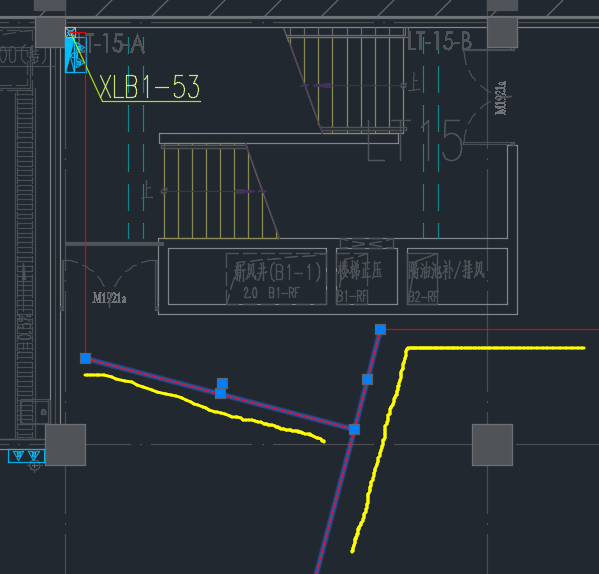 T-15-A
LT-15-B
XLB1-53
上
M1921a
LT15
上
新风井(B1-1)
2.0 B1-RF
楼梯正压
B1-RF
隔油池补/排风
B2-RF
M1921a